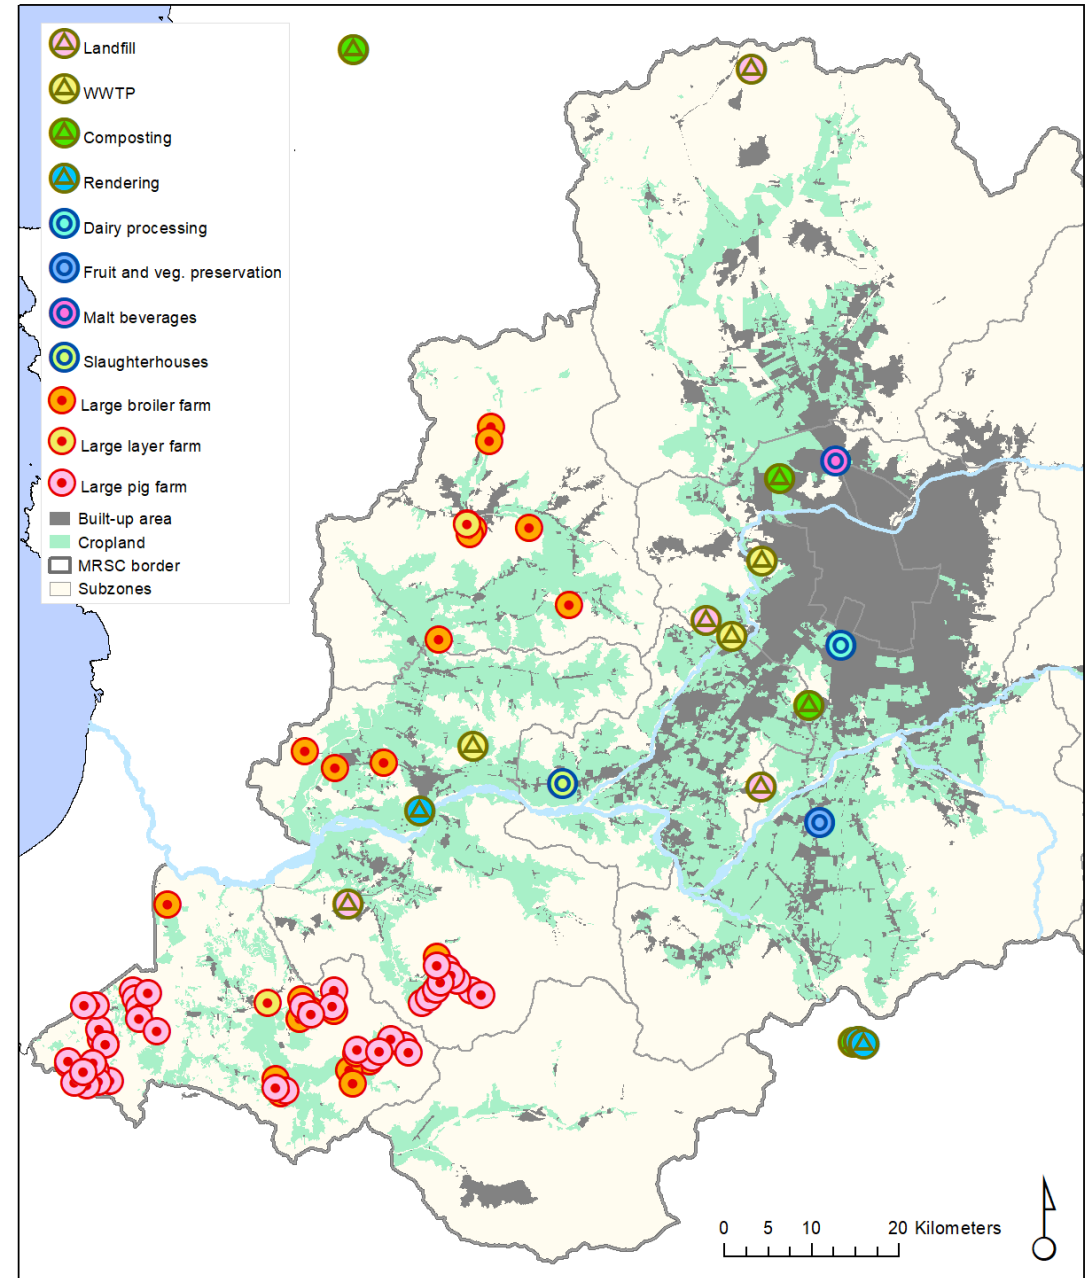 Landfill
WWTP
Composting
Rendering
Dairy processing
Fruit and veg. preservation
Malt beverages
Slaughterhouses
Large broiler farm
Large layer farm
Large pig farm
Built-up area
Cropland
MRSC border
Subzones
0 5 10 20 Kilometers